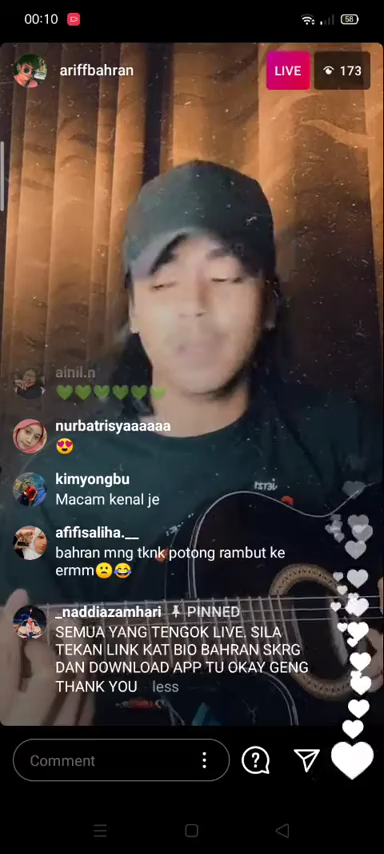 00:10
58
ariffbahran
LIVE
173
ainil.n
💚💚💚💚💚💚
nurbatrisyaaaaaa
😍
kimyongbu
Macam kenal je
afifisaliha.__
bahran mng tknk potong rambut ke
ermm🙁😂
_naddiazamhari PINNED
SEMUA YANG TENGOK LIVE. SILA
TEKAN LINK KAT BIO BAHRAN SKRG
DAN DOWNLOAD APP TU OKAY GENG
THANK YOU less
Comment